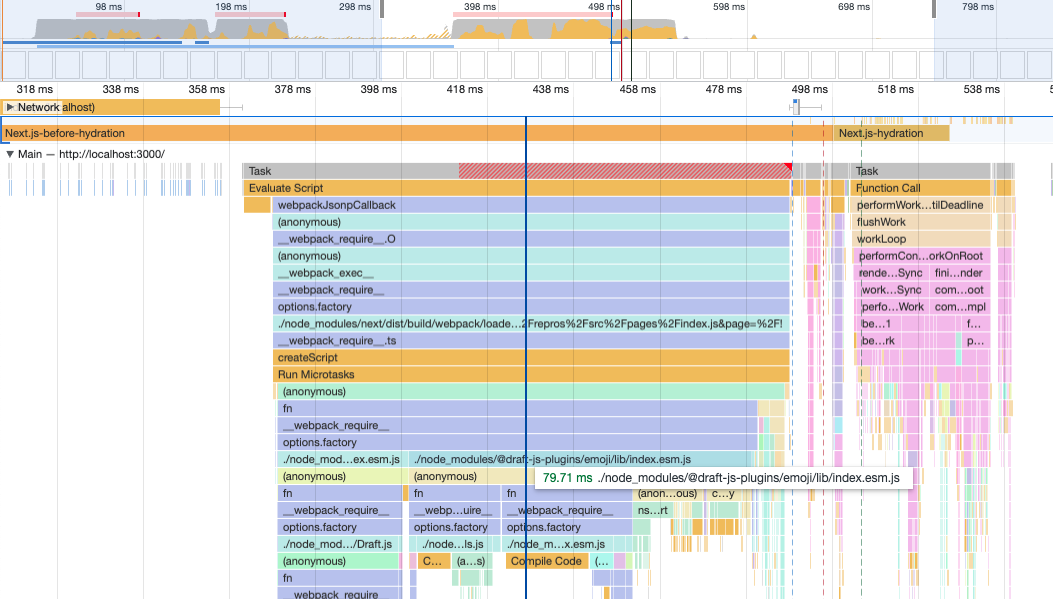 98 ms 198 ms 298 ms 398 ms 498 ms 598 ms 698 ms 798 ms
318 ms 338 ms 358 ms 378 ms 398 ms 418 ms 438 ms 458 ms 478 ms 498 ms 518 ms 538 ms 5
▶ Network alhost)
Next.js-before-hydration Next.js-hydration
▼ Main — http://localhost:3000/
Task Task
Evaluate Script Function Call
webpackJsonpCallback performWork…tilDeadline
(anonymous) flushWork
__webpack_require__.O workLoop
(anonymous) performCon…orkOnRoot
__webpack_exec__ rende…Sync fini…nder
__webpack_require__ work…Sync com…oot
options.factory perfo…Work com…mpl
./node_modules/next/dist/build/webpack/loade…2Frepros%2Fsrc%2Fpages%2Findex.js&page=%2F! be…1 f…
__webpack_require__.ts be…rk p…
createScript
Run Microtasks
(anonymous)
fn
__webpack_require__
options.factory
./node_mod…ex.esm.js ./node_modules/@draft-js-plugins/emoji/lib/index.esm.js
(anonymous) (anonymous) 79.71 ms ./node_modules/@draft-js-plugins/emoji/lib/index.esm.js
fn fn fn (anon…ous) c…y
__webpack_require__ __webp…uire__ __webpack_require__ ns…rt
options.factory options.factory options.factory
./node_mod…/Draft.js ./node…ls.js ./node_m…x.esm.js
(anonymous) C… (a…s) Compile Code (…
fn
__webpack_require__